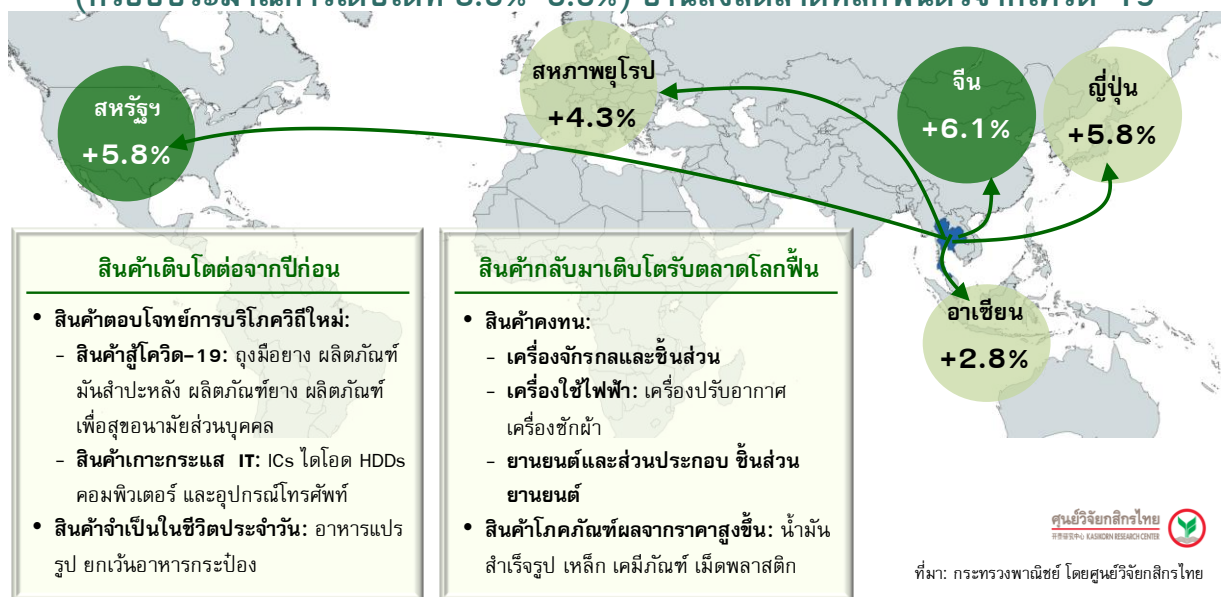 สหรัฐฯ
+5.8%
สหภาพยุโรป
+4.3%
จีน
+6.1%
ญี่ปุ่น
+5.8%
อาเซียน
+2.8%
สินค้าเติบโตต่อจากปีก่อน
• สินค้าตอบโจทย์การบริโภควิถีใหม่:
– สินค้าสู้โควิด–19: ถุงมือยาง ผลิตภัณฑ์
มันสำปะหลัง ผลิตภัณฑ์ยาง ผลิตภัณฑ์
เพื่อสุขอนามัยส่วนบุคคล
– สินค้าเกาะกระแส IT: ICs ไดโอด HDDs
คอมพิวเตอร์ และอุปกรณ์โทรศัพท์
• สินค้าจำเป็นในชีวิตประจำวัน: อาหารแปร
รูป ยกเว้นอาหารกระป๋อง
สินค้ากลับมาเติบโตรับตลาดโลกฟื้น
• สินค้าคงทน:
– เครื่องจักรกลและชิ้นส่วน
– เครื่องใช้ไฟฟ้า: เครื่องปรับอากาศ
เครื่องซักผ้า
– ยานยนต์และส่วนประกอบ ชิ้นส่วน
ยานยนต์
• สินค้าโภคภัณฑ์ผลจากราคาสูงขึ้น: น้ำมัน
สำเร็จรูป เหล็ก เคมีภัณฑ์ เม็ดพลาสติก
ศูนย์วิจัยกสิกรไทย
开泰研究中心 KASIKORN RESEARCH CENTER
ที่มา: กระทรวงพาณิชย์ โดยศูนย์วิจัยกสิกรไทย